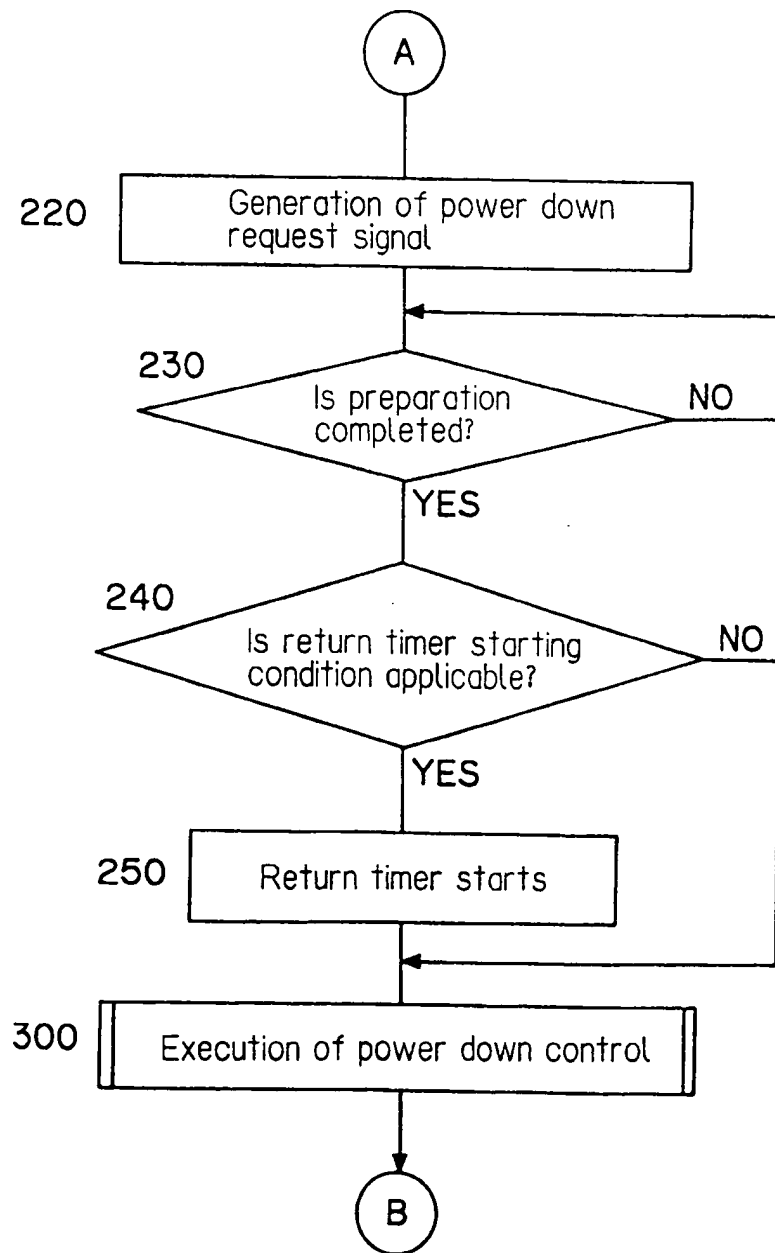 A
220
Generation of power down
request signal
230
Is preparation
completed?
NO
YES
240
Is return timer starting
condition applicable?
NO
YES
250
Return timer starts
300
Execution of power down control
B